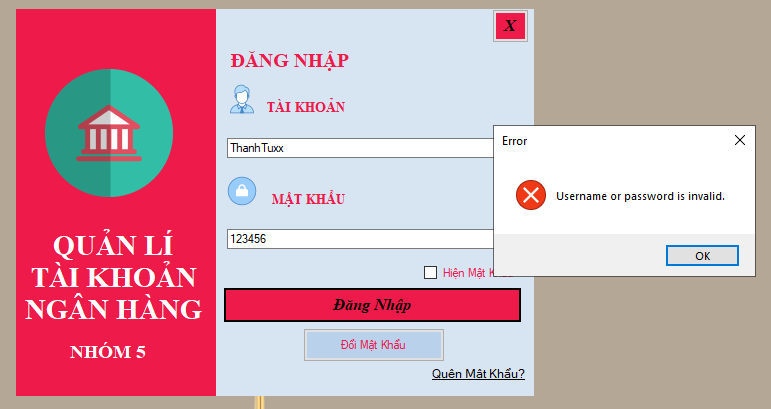 X
ĐĂNG NHẬP
TÀI KHOẢN
ThanhTuxx
MẬT KHẨU
123456
Hiện Mật
Đăng Nhập
Đổi Mật Khẩu
Quên Mật Khẩu?
QUẢN LÍ
TÀI KHOẢN
NGÂN HÀNG
NHÓM 5
Error
Username or password is invalid.
OK